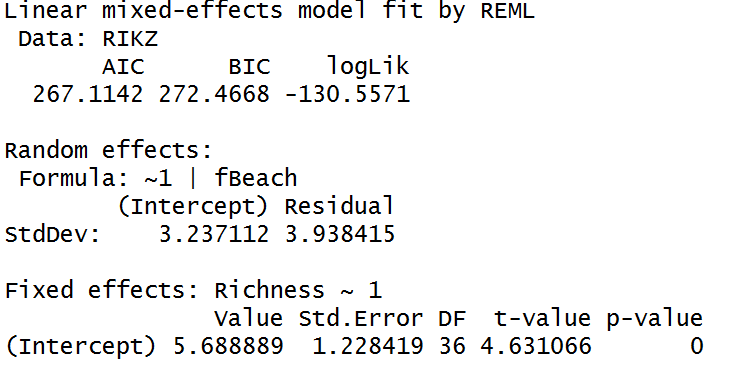 Linear mixed-effects model fit by REML
 Data: RIKZ
       AIC      BIC    logLik
  267.1142 272.4668 -130.5571

Random effects:
 Formula: ~1 | fBeach
        (Intercept) Residual
StdDev:    3.237112 3.938415

Fixed effects: Richness ~ 1
               Value Std.Error DF  t-value p-value
(Intercept) 5.688889  1.228419 36 4.631066       0